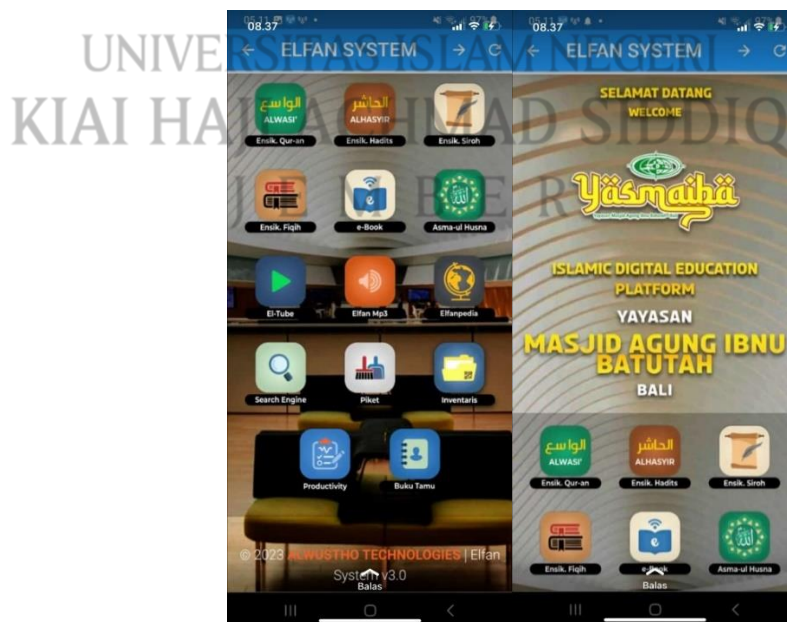 UNIVERSITAS ISLAM NEGERI
KIAI HAJI ACHMAD SIDDIQ
J E M B E R
08.37
ELFAN SYSTEM
الواسع
ALWASI'
Ensik. Qur-an
الحاشر
ALHASYIR
Ensik. Hadits
Ensik. Siroh
Ensik. Fiqih
e
e-Book
الله
Asma-ul Husna
El-Tube
Elfan Mp3
Elfanpedia
Search Engine
Piket
Inventaris
Productivity
Buku Tamu
© 2023 ALWUSTHO TECHNOLOGIES | Elfan
System v3.0
Balas
08.37
ELFAN SYSTEM
SELAMAT DATANG
WELCOME
Yasmaiba
ISLAMIC DIGITAL EDUCATION
PLATFORM
YAYASAN
MASJID AGUNG IBNU
BATUTAH
BALI
الواسع
ALWASI'
Ensik. Qur-an
الحاشر
ALHASYIR
Ensik. Hadits
Ensik. Siroh
Ensik. Fiqih
e
e-Book
الله
Asma-ul Husna
Balas